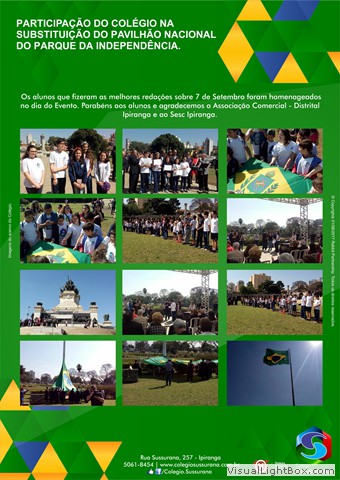 PARTICIPAÇÃO DO COLÉGIO NA
SUBSTITUIÇÃO DO PAVILHÃO NACIONAL
DO PARQUE DA INDEPENDÊNCIA.
Os alunos que fizeram as melhores redações sobre 7 de Setembro foram homenageados
no dia do Evento. Parabéns aos alunos e agradecemos a Associação Comercial - Distrital
Ipiranga e ao Sesc Ipiranga.
Imagens do acervo do Colégio.
Rua Sussurana, 257 - Ipiranga
5061-8454 | www.colegiosussurana.com.br
/Colegio.Sussurana
VisualLightBox.com